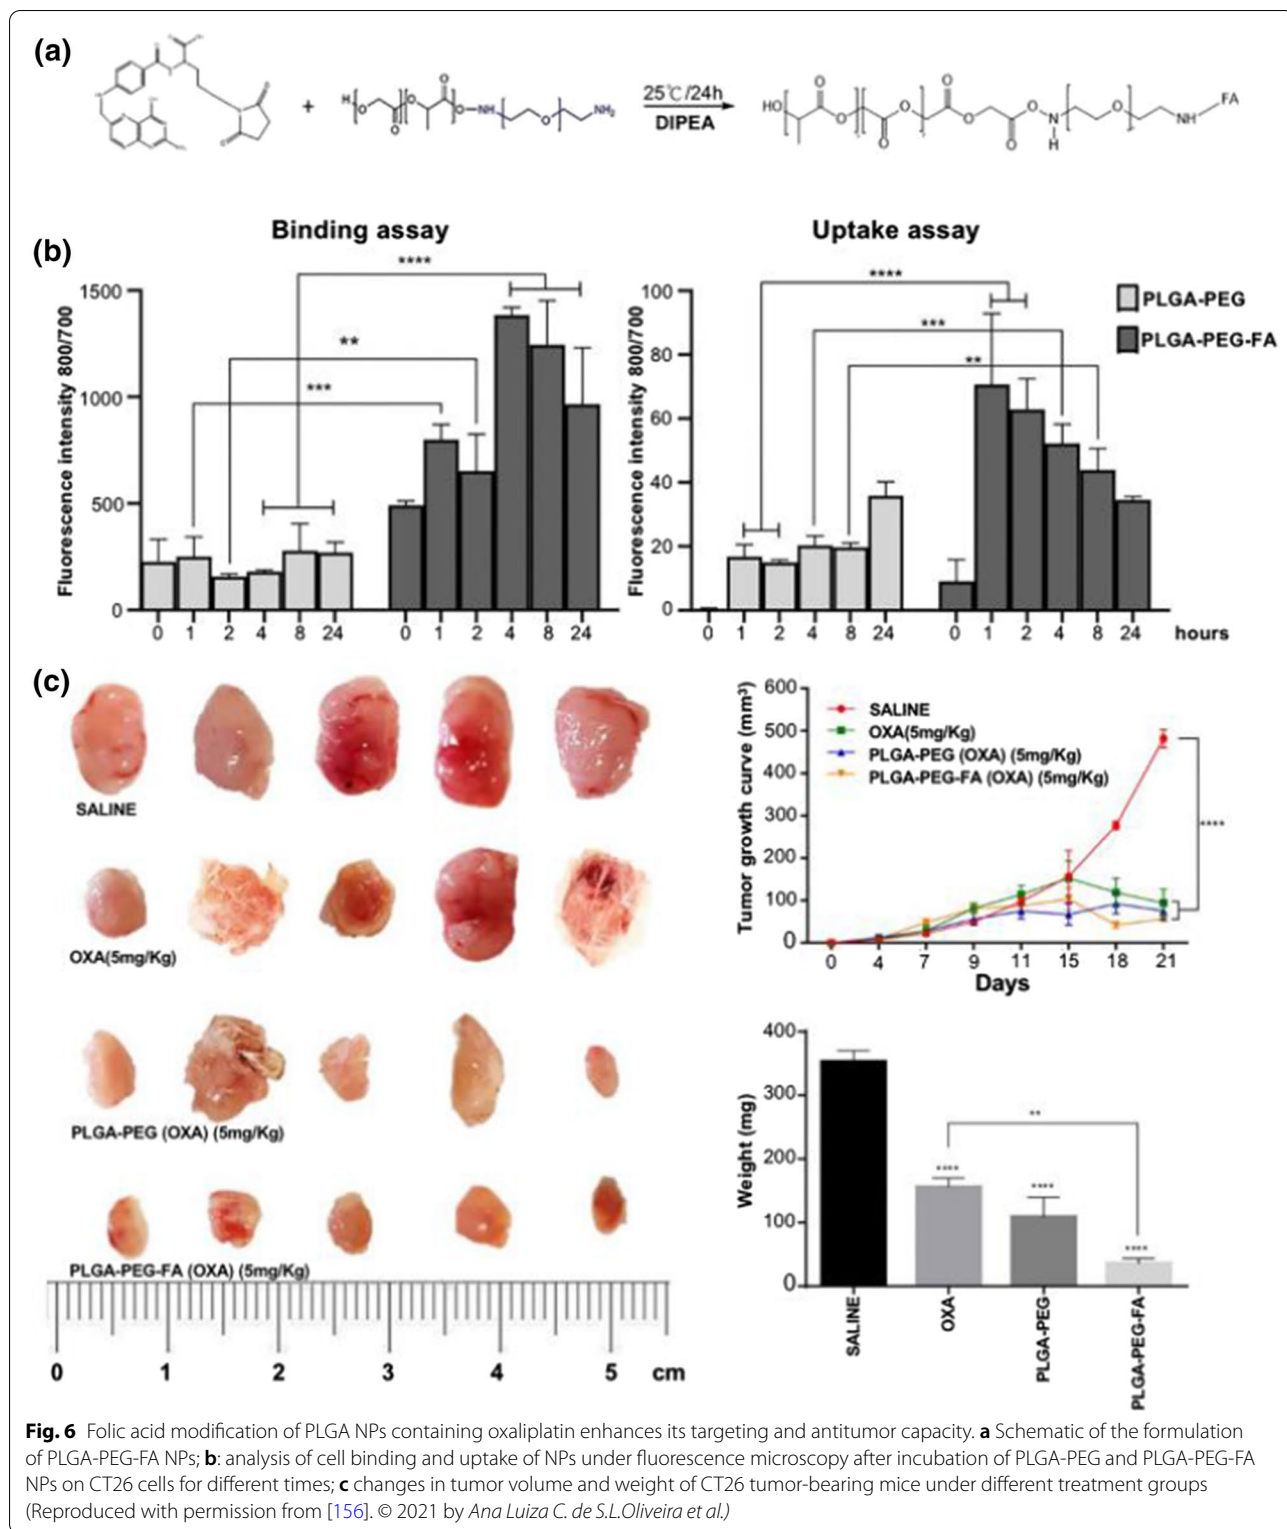 (a)
+
25℃/24h
DIPEA
HO
O
NH
NH₂
FA
(b)
Binding assay
Fluorescence intensity 800/700
1500
1000
500
0
****
**
***
0 1 2 4 8 24 0 1 2 4 8 24
Uptake assay
Fluorescence intensity 800/700
100
80
60
40
20
0
****
***
**
0 1 2 4 8 24 0 1 2 4 8 24 hours
PLGA-PEG
PLGA-PEG-FA
(c)
SALINE
OXA(5mg/Kg)
PLGA-PEG (OXA) (5mg/Kg)
PLGA-PEG-FA (OXA) (5mg/Kg)
0 1 2 3 4 5 cm
Tumor growth curve (mm³)
600
500
400
300
200
100
0
SALINE
OXA(5mg/Kg)
PLGA-PEG (OXA) (5mg/Kg)
PLGA-PEG-FA (OXA) (5mg/Kg)
****
0 4 7 9 11 15 18 21
Days
Weight (mg)
400
300
200
100
0
**
****
****
****
SALINE
OXA
PLGA-PEG
PLGA-PEG-FA
Fig. 6 Folic acid modification of PLGA NPs containing oxaliplatin enhances its targeting and antitumor capacity. a Schematic of the formulation
of PLGA-PEG-FA NPs; b: analysis of cell binding and uptake of NPs under fluorescence microscopy after incubation of PLGA-PEG and PLGA-PEG-FA
NPs on CT26 cells for different times; c changes in tumor volume and weight of CT26 tumor-bearing mice under different treatment groups
(Reproduced with permission from [156]. © 2021 by Ana Luiza C. de S.L.Oliveira et al.)